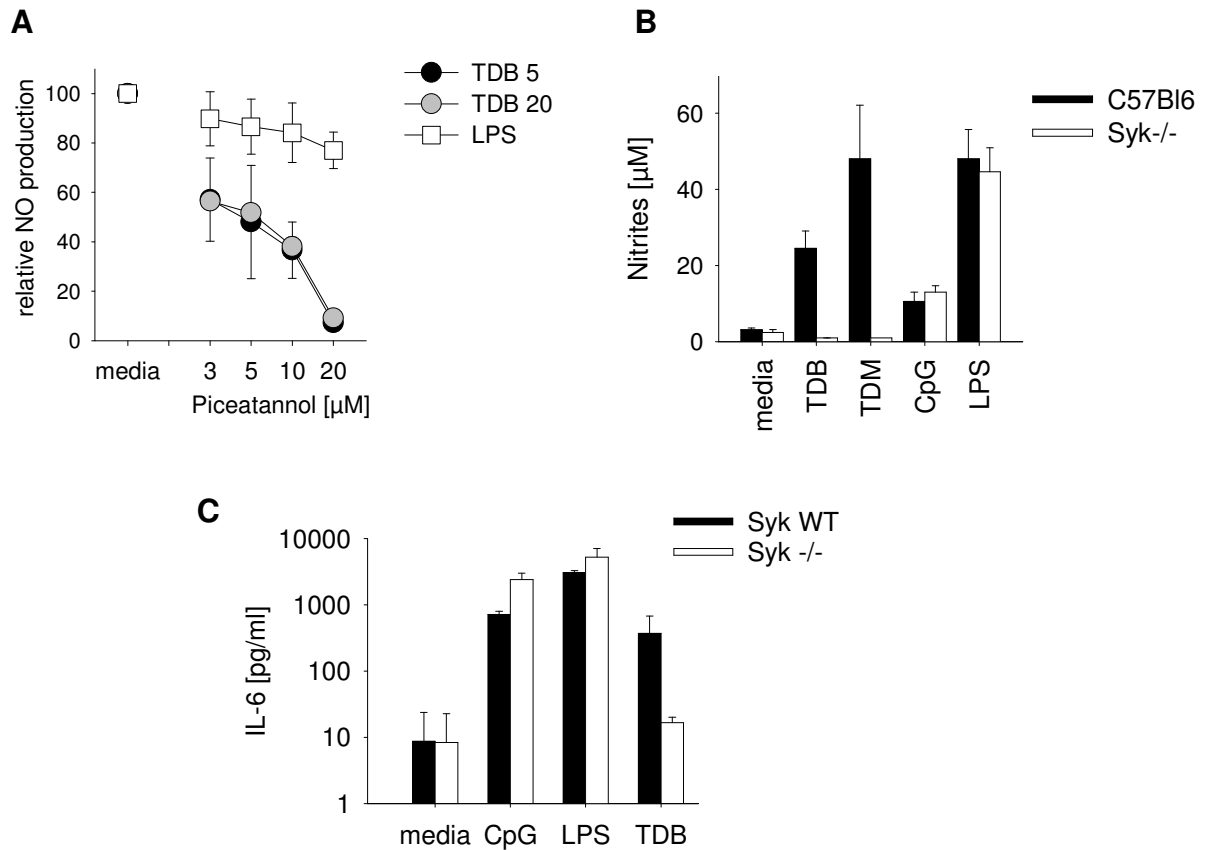 A
relative NO production
100
80
60
40
20
0
media
3
5
10
20
Piceatannol [µM]
TDB 5
TDB 20
LPS
B
Nitrites [µM]
60
40
20
0
media
TDB
TDM
CpG
LPS
C57Bl6
Syk-/-
C
IL-6 [pg/ml]
10000
1000
100
10
1
media
CpG
LPS
TDB
Syk WT
Syk -/-